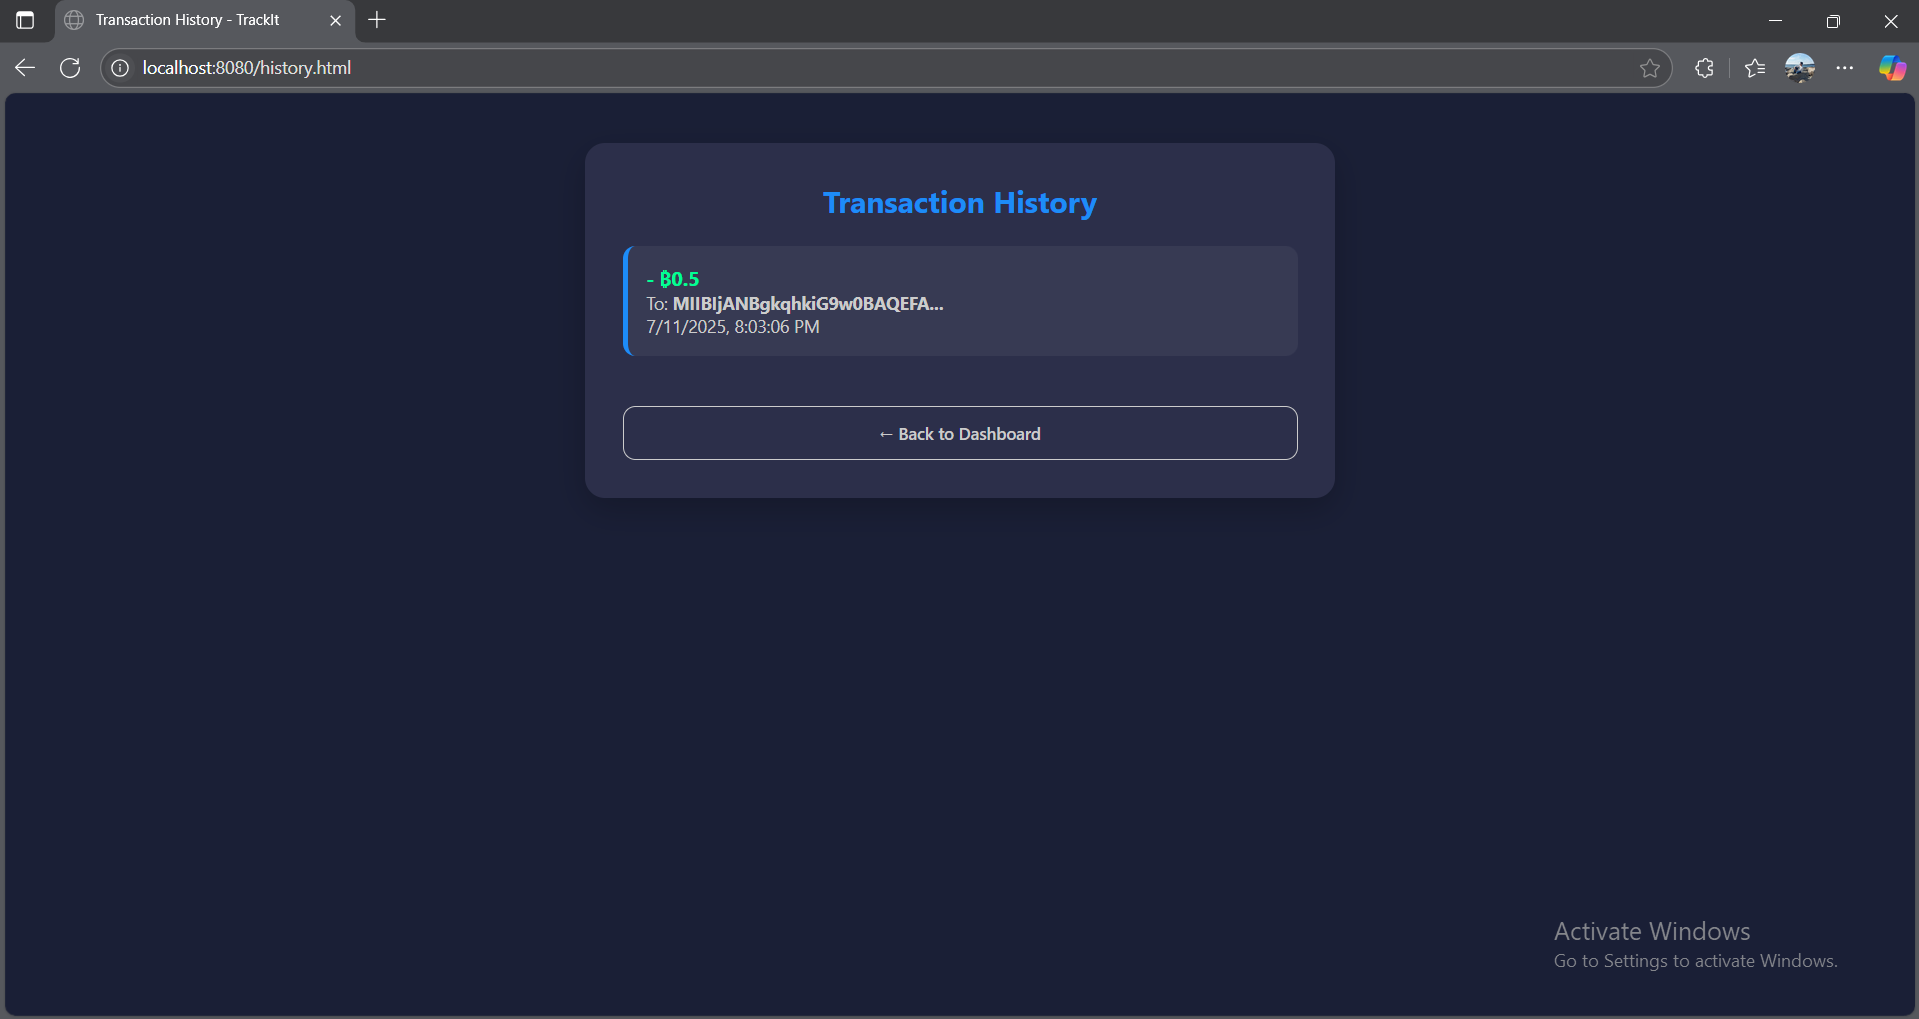 Transaction History - TrackIt
localhost:8080/history.html
Transaction History
- ₿0.5
To: MIIBIjANBgkqhkiG9w0BAQEFA...
7/11/2025, 8:03:06 PM
← Back to Dashboard
Activate Windows
Go to Settings to activate Windows.